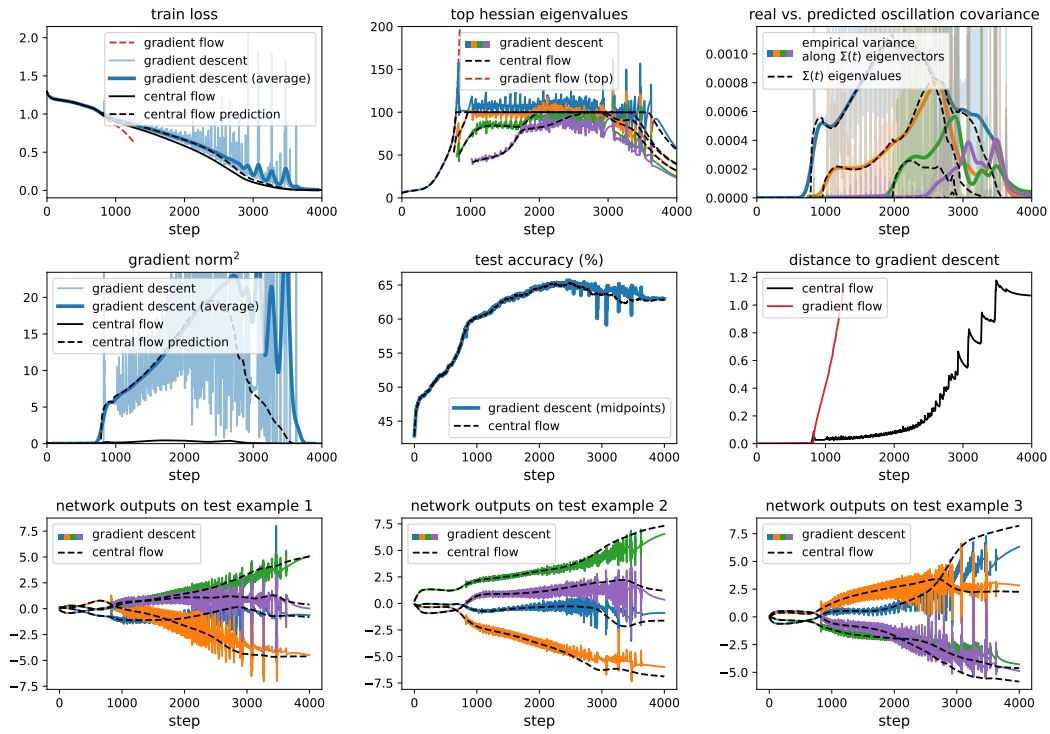 train loss
2.0
1.5
1.0
0.5
0.0
gradient flow
gradient descent
gradient descent (average)
central flow
central flow prediction
0 1000 2000 3000 4000
step
top hessian eigenvalues
200
150
100
50
0
gradient descent
central flow
gradient flow (top)
0 1000 2000 3000 4000
step
real vs. predicted oscillation covariance
0.0010
0.0008
0.0006
0.0004
0.0002
0.0000
empirical variance
along Σ(t) eigenvectors
Σ(t) eigenvalues
0 1000 2000 3000 4000
step
gradient norm²
20
15
10
5
0
gradient descent
gradient descent (average)
central flow
central flow prediction
0 1000 2000 3000 4000
step
test accuracy (%)
65
60
55
50
45
gradient descent (midpoints)
central flow
0 1000 2000 3000 4000
step
distance to gradient descent
1.2
1.0
0.8
0.6
0.4
0.2
0.0
central flow
gradient flow
0 1000 2000 3000 4000
step
network outputs on test example 1
7.5
5.0
2.5
0.0
−2.5
−5.0
−7.5
gradient descent
central flow
0 1000 2000 3000 4000
step
network outputs on test example 2
7.5
5.0
2.5
0.0
−2.5
−5.0
−7.5
gradient descent
central flow
0 1000 2000 3000 4000
step
network outputs on test example 3
7.5
5.0
2.5
0.0
−2.5
−5.0
gradient descent
central flow
0 1000 2000 3000 4000
step